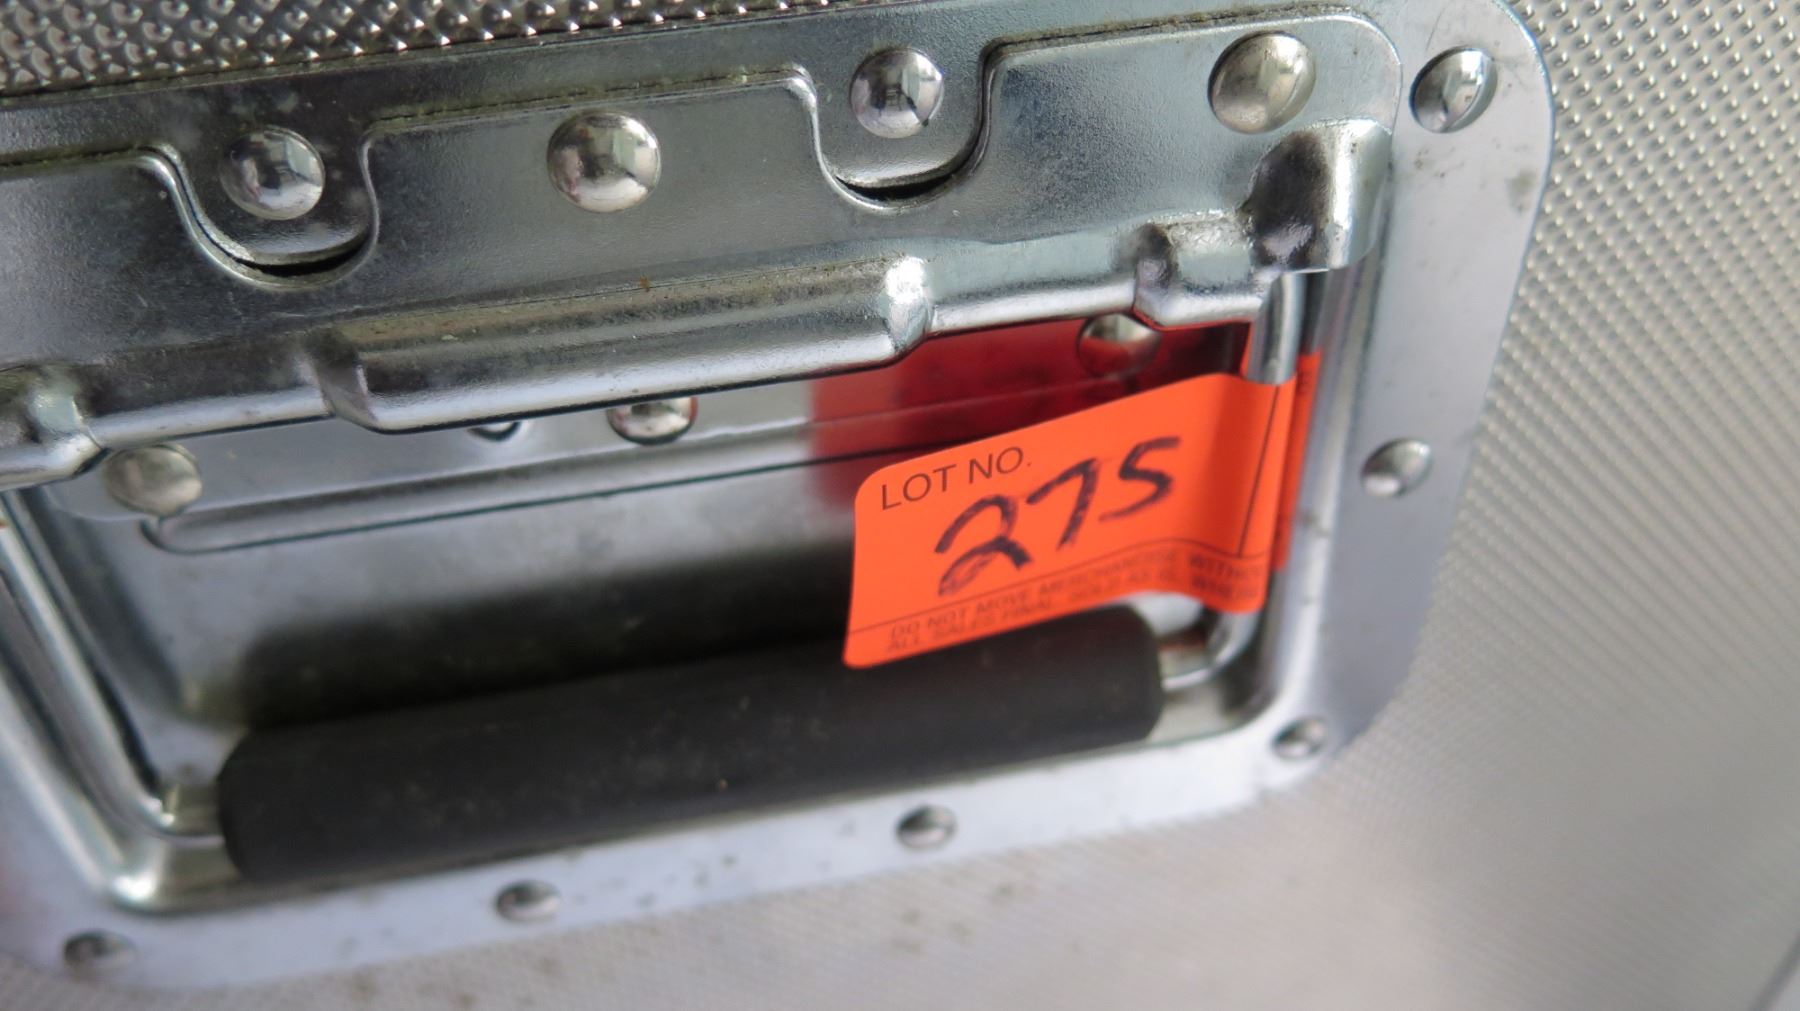 LOT NO.
275
DO NOT MOVE MERCHANDISE
ALL SALES FINAL